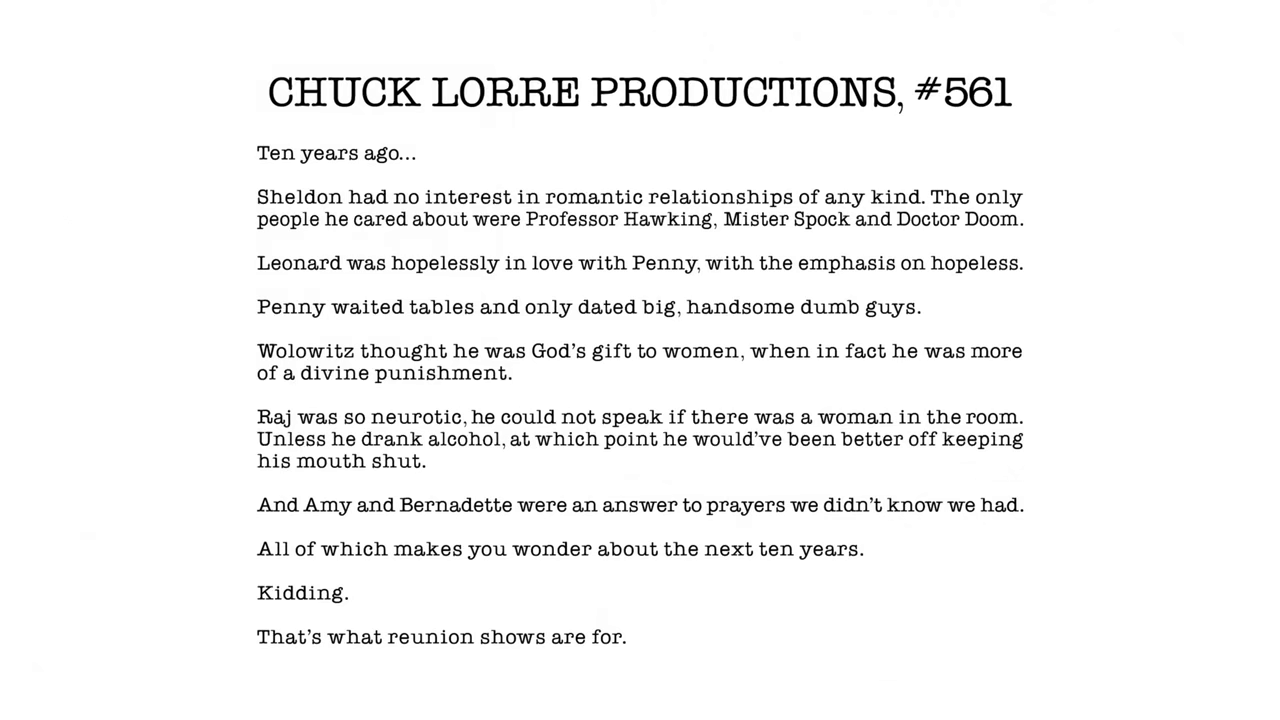 CHUCK LORRE PRODUCTIONS, #561
Ten years ago...
Sheldon had no interest in romantic relationships of any kind. The only
people he cared about were Professor Hawking, Mister Spock and Doctor Doom.
Leonard was hopelessly in love with Penny, with the emphasis on hopeless.
Penny waited tables and only dated big, handsome dumb guys.
Wolowitz thought he was God's gift to women, when in fact he was more
of a divine punishment.
Raj was so neurotic, he could not speak if there was a woman in the room.
Unless he drank alcohol, at which point he would've been better off keeping
his mouth shut.
And Amy and Bernadette were an answer to prayers we didn't know we had.
All of which makes you wonder about the next ten years.
Kidding.
That's what reunion shows are for.